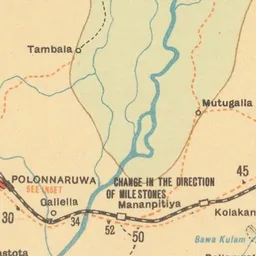 Tambala
Mutugalla
POLONNARUWA
SEE INSET
CHANGE IN THE DIRECTION
OF MILESTONES
45
Gallella
Mananpitiya
Kolakan
30
34
52
50
Bawa Kulam